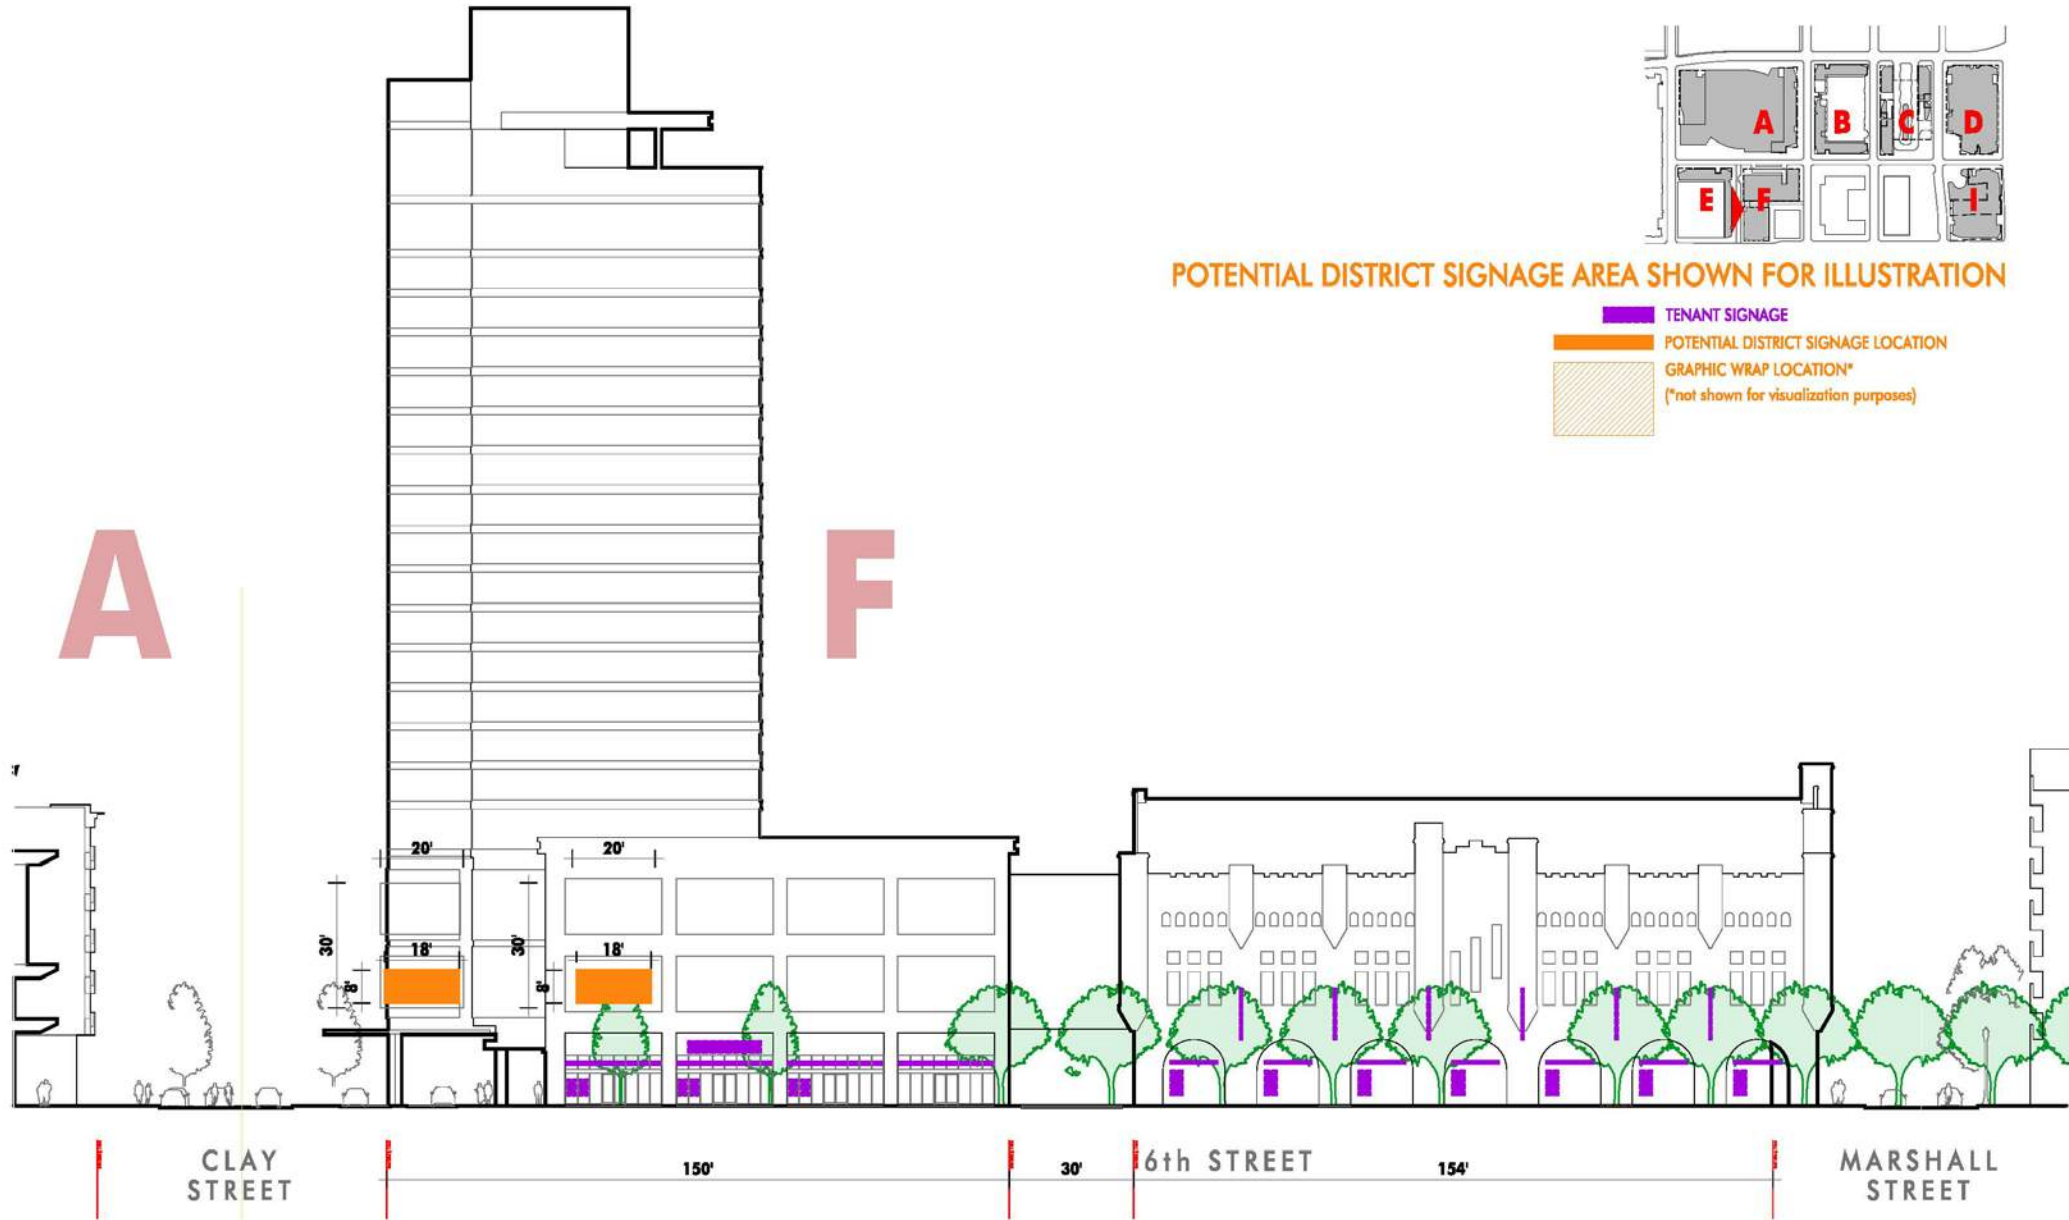 A B C D
E F I
POTENTIAL DISTRICT SIGNAGE AREA SHOWN FOR ILLUSTRATION
TENANT SIGNAGE
POTENTIAL DISTRICT SIGNAGE LOCATION
GRAPHIC WRAP LOCATION*
(*not shown for visualization purposes)
A F
20' 20'
30' 30'
18' 18'
8' 8'
CLAY
STREET
150'
30'
6th STREET
154'
MARSHALL
STREET